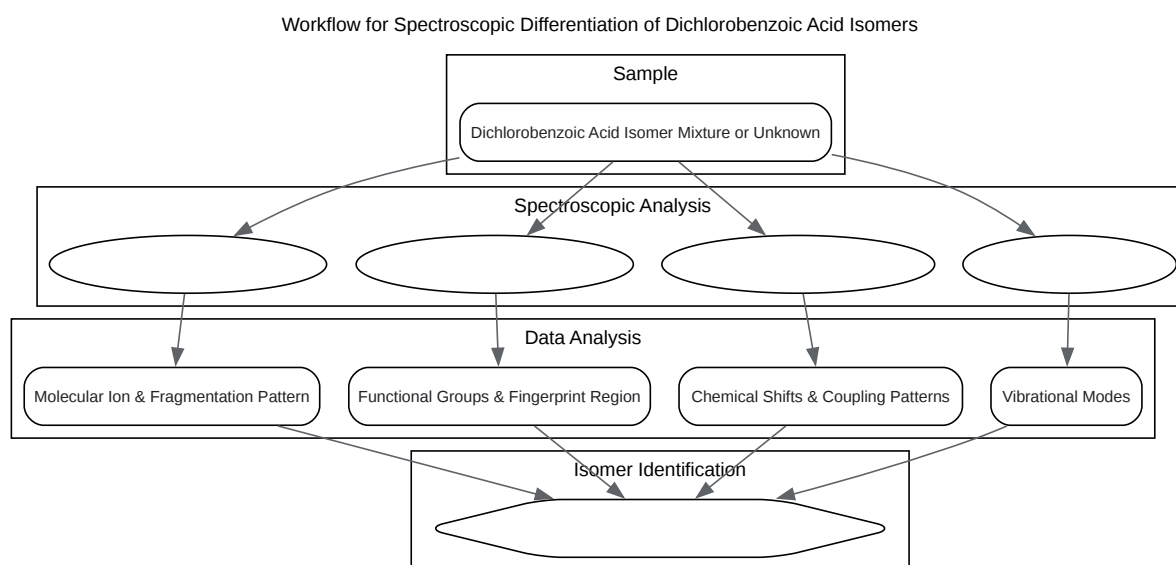 Workflow for Spectroscopic Differentiation of Dichlorobenzoic Acid Isomers
Sample
Dichlorobenzoic Acid Isomer Mixture or Unknown
Spectroscopic Analysis
Data Analysis
Molecular Ion & Fragmentation Pattern
Functional Groups & Fingerprint Region
Chemical Shifts & Coupling Patterns
Vibrational Modes
Isomer Identification